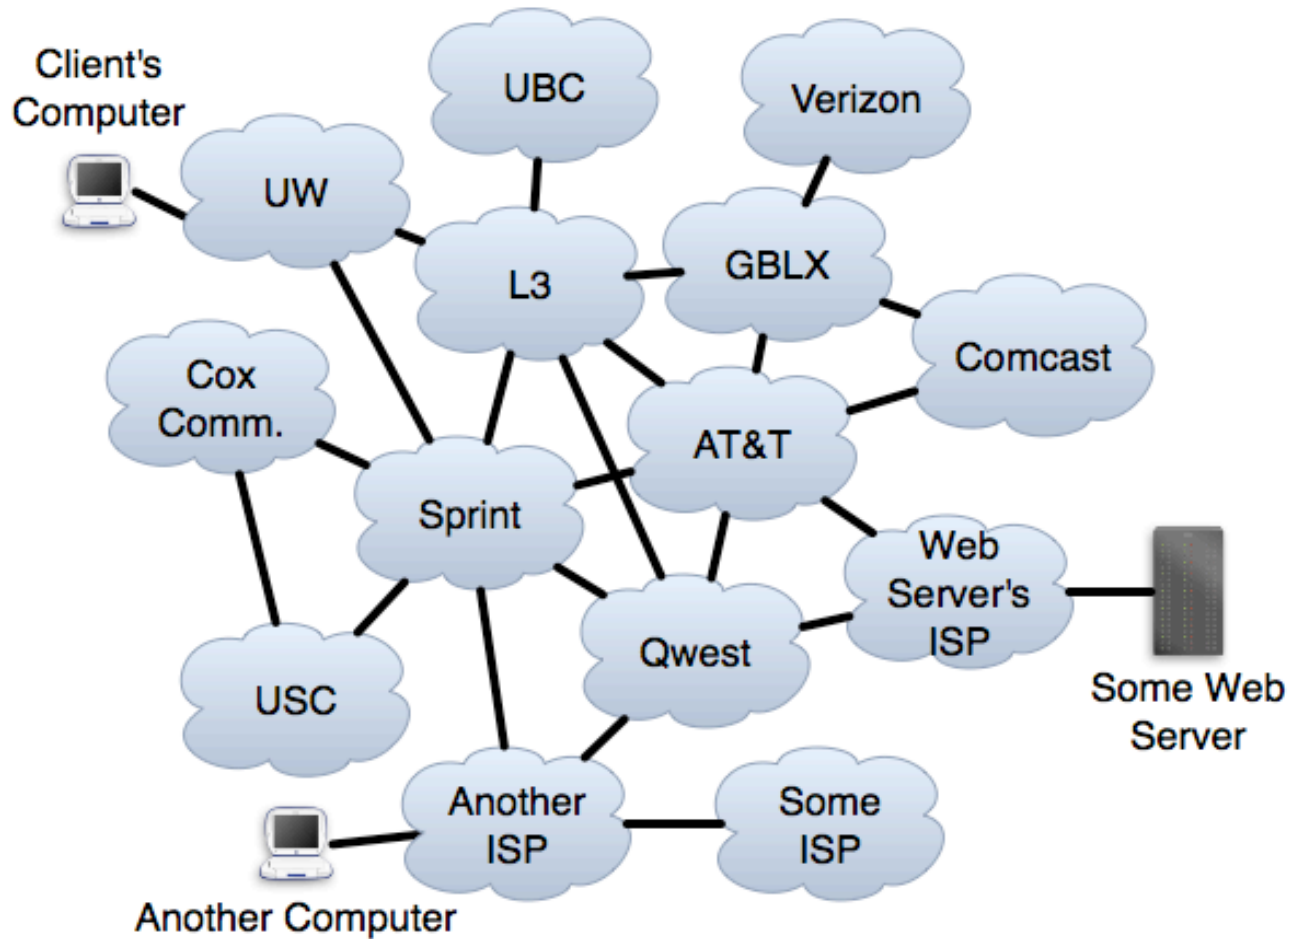 Client's
Computer
UBC
Verizon
UW
L3
GBLX
Comcast
Cox
Comm.
AT&T
Sprint
Web
Server's
ISP
Qwest
Some Web
Server
USC
Another
ISP
Some
ISP
Another Computer